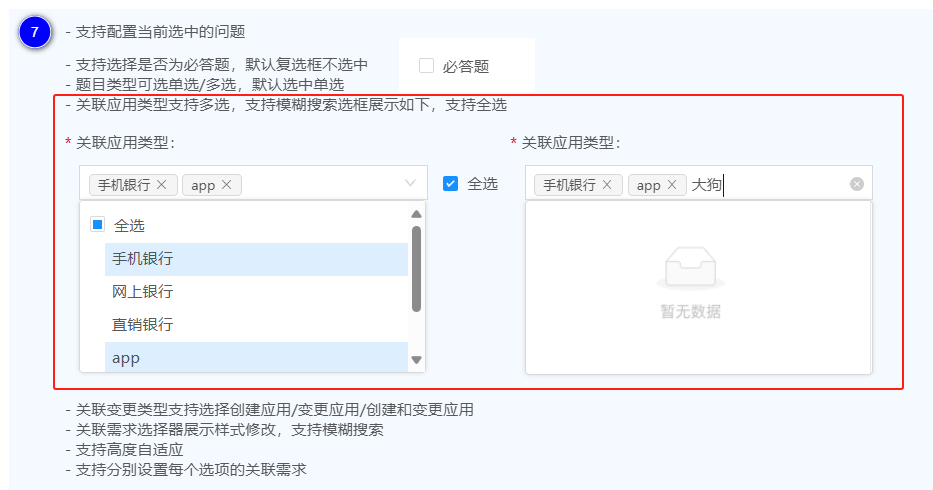 7
- 支持配置当前选中的问题
- 支持选择是否为必答题，默认复选框不选中
必答题
- 题目类型可选单选/多选，默认选中单选
- 关联应用类型支持多选，支持模糊搜索选框展示如下，支持全选
* 关联应用类型：
* 关联应用类型：
手机银行 × app ×
全选
手机银行 × app × 大狗
全选
手机银行
网上银行
直销银行
app
暂无数据
- 关联变更类型支持选择创建应用/变更应用/创建和变更应用
- 关联需求选择器展示样式修改，支持模糊搜索
- 支持高度自适应
- 支持分别设置每个选项的关联需求